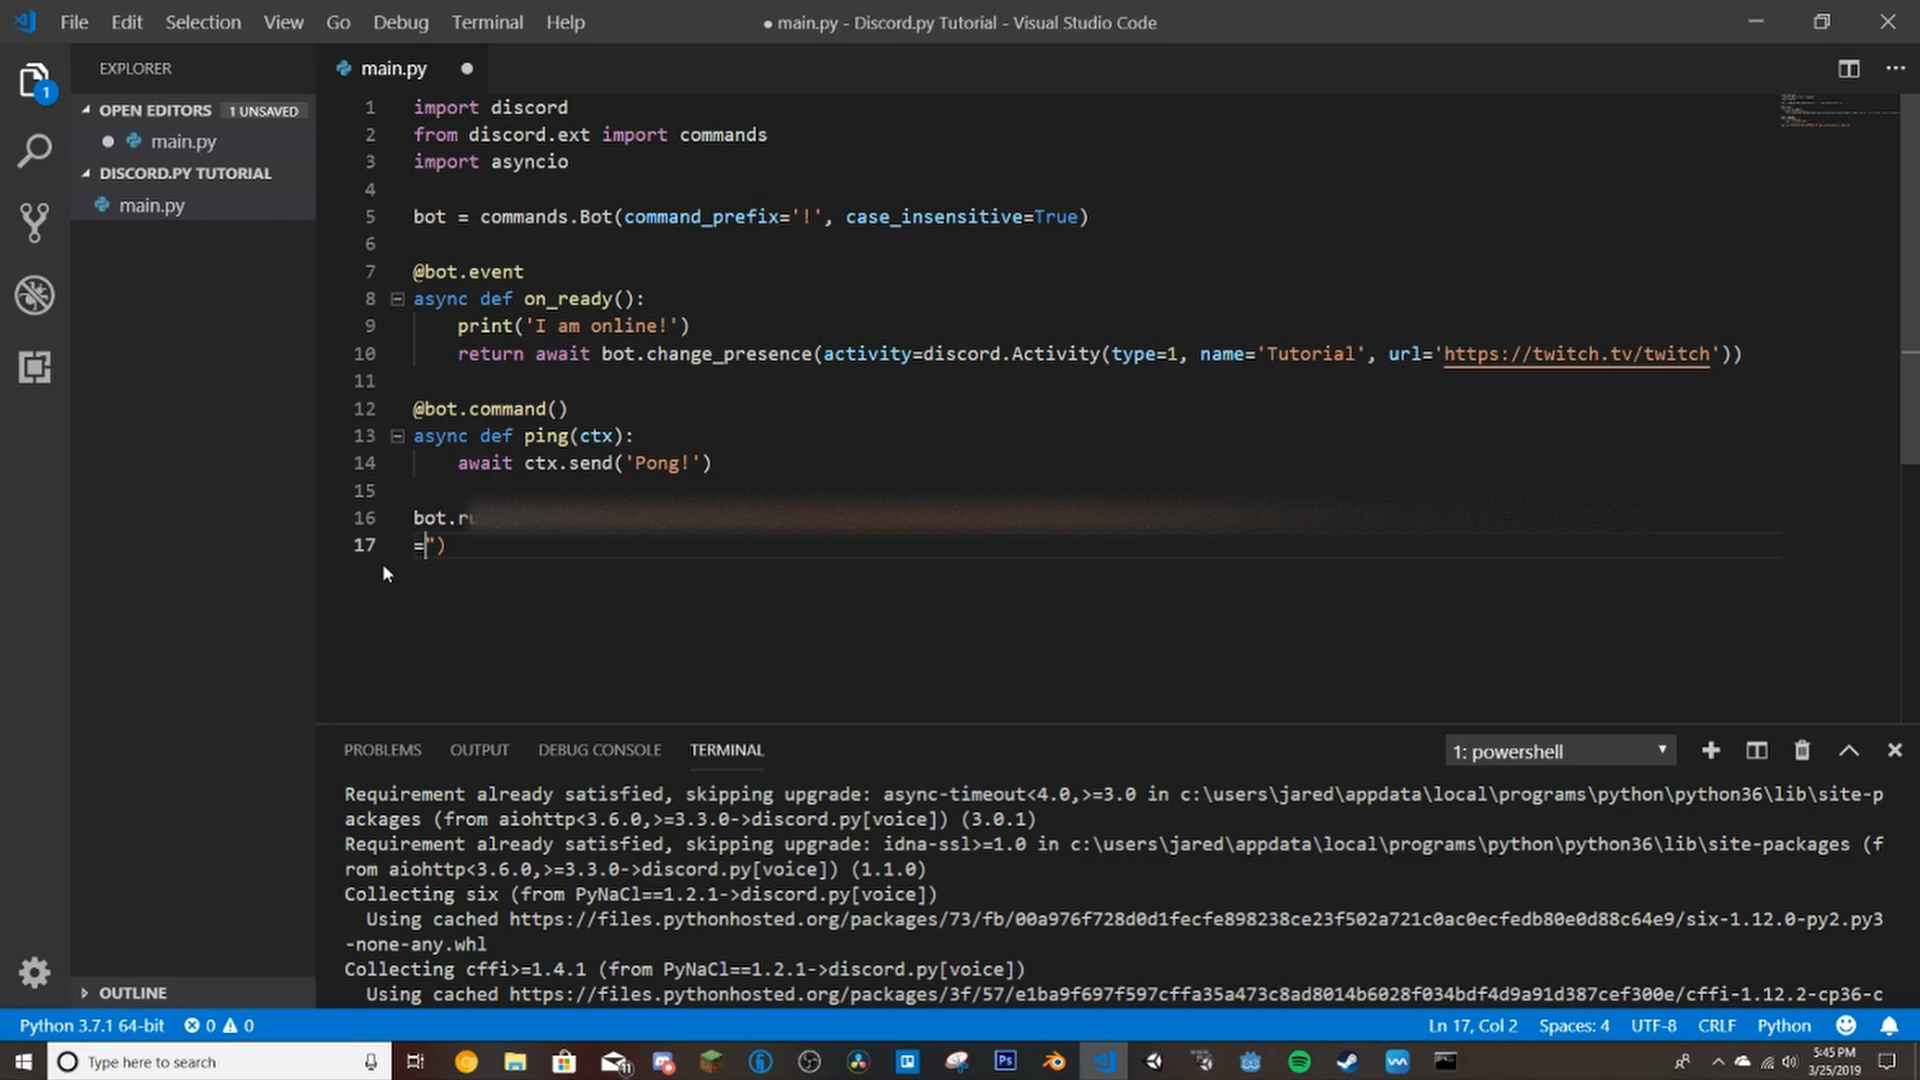 File Edit Selection View Go Debug Terminal Help
● main.py - Discord.py Tutorial - Visual Studio Code
EXPLORER
OPEN EDITORS 1 UNSAVED
main.py
DISCORD.PY TUTORIAL
main.py
OUTLINE
1
main.py
1 import discord
2 from discord.ext import commands
3 import asyncio
4
5 bot = commands.Bot(command_prefix='!', case_insensitive=True)
6
7 @bot.event
8 async def on_ready():
9 print('I am online!')
10 return await bot.change_presence(activity=discord.Activity(type=1, name='Tutorial', url='https://twitch.tv/twitch'))
11
12 @bot.command()
13 async def ping(ctx):
14 await ctx.send('Pong!')
15
16 bot.ru
17 =")
PROBLEMS OUTPUT DEBUG CONSOLE TERMINAL
1: powershell
Requirement already satisfied, skipping upgrade: async-timeout<4.0,>=3.0 in c:\users\jared\appdata\local\programs\python\python36\lib\site-p
ackages (from aiohttp<3.6.0,>=3.3.0->discord.py[voice]) (3.0.1)
Requirement already satisfied, skipping upgrade: idna-ssl>=1.0 in c:\users\jared\appdata\local\programs\python\python36\lib\site-packages (f
rom aiohttp<3.6.0,>=3.3.0->discord.py[voice]) (1.1.0)
Collecting six (from PyNaCl==1.2.1->discord.py[voice])
Using cached https://files.pythonhosted.org/packages/73/fb/00a976f728d0d1fecfe898238ce23f502a721c0ac0ecfedb80e0d88c64e9/six-1.12.0-py2.py3
-none-any.whl
Collecting cffi>=1.4.1 (from PyNaCl==1.2.1->discord.py[voice])
Using cached https://files.pythonhosted.org/packages/3f/57/e1ba9f697f597cffa35a473c8ad8014b6028f034bdf4d9a91d387cef300e/cffi-1.12.2-cp36-c
Python 3.7.1 64-bit 0 0
Ln 17, Col 2 Spaces: 4 UTF-8 CRLF Python
Type here to search
11
Ps
5:45 PM
3/25/2019